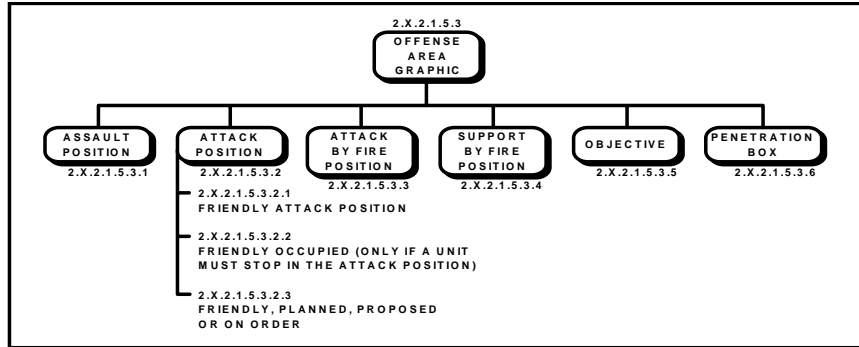 2.X.2.1.5.3
OFFENSE
AREA
GRAPHIC
ASSAULT
POSITION
2.X.2.1.5.3.1
ATTACK
POSITION
2.X.2.1.5.3.2
ATTACK
BY FIRE
POSITION
2.X.2.1.5.3.3
SUPPORT
BY FIRE
POSITION
2.X.2.1.5.3.4
OBJECTIVE
2.X.2.1.5.3.5
PENETRATION
BOX
2.X.2.1.5.3.6
2.X.2.1.5.3.2.1
FRIENDLY ATTACK POSITION
2.X.2.1.5.3.2.2
FRIENDLY OCCUPIED (ONLY IF A UNIT
MUST STOP IN THE ATTACK POSITION)
2.X.2.1.5.3.2.3
FRIENDLY, PLANNED, PROPOSED
OR ON ORDER